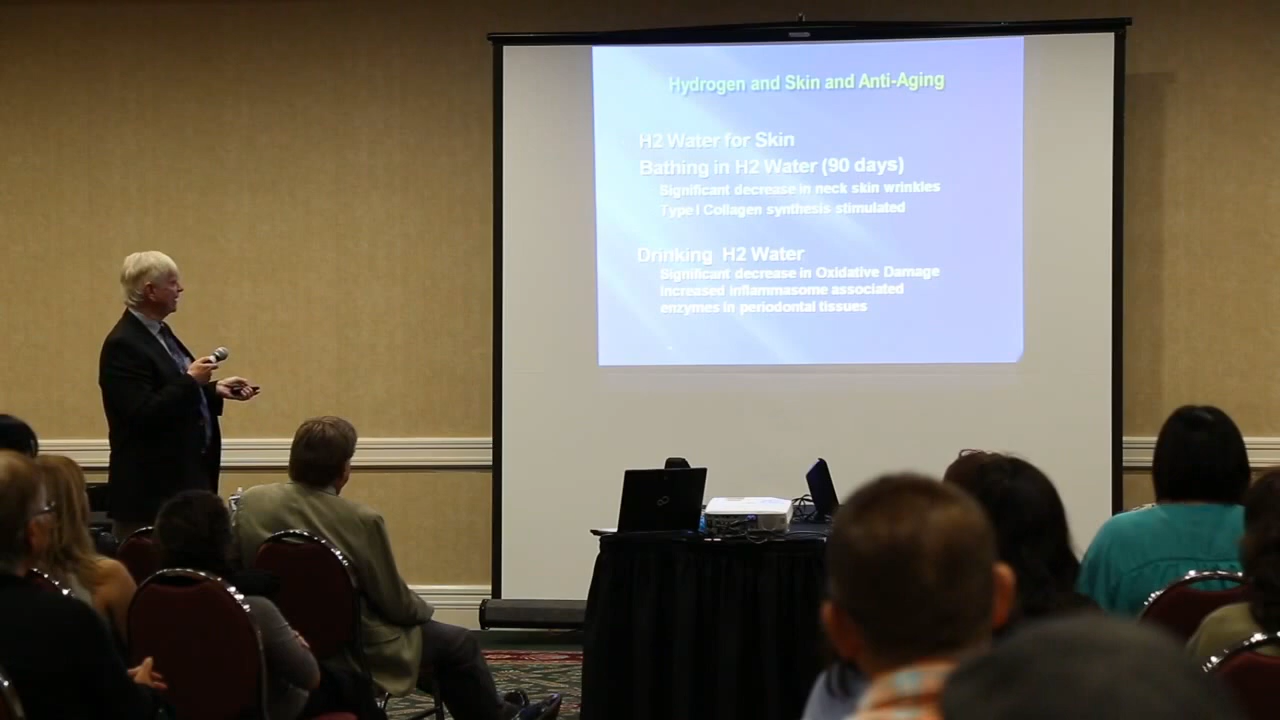 Hydrogen and Skin and Anti-Aging
H2 Water for Skin
Bathing in H2 Water (90 days)
Significant decrease in neck skin wrinkles
Type I Collagen synthesis stimulated
Drinking H2 Water
Significant decrease in Oxidative Damage
Increased inflammasome associated
enzymes in periodontal tissues